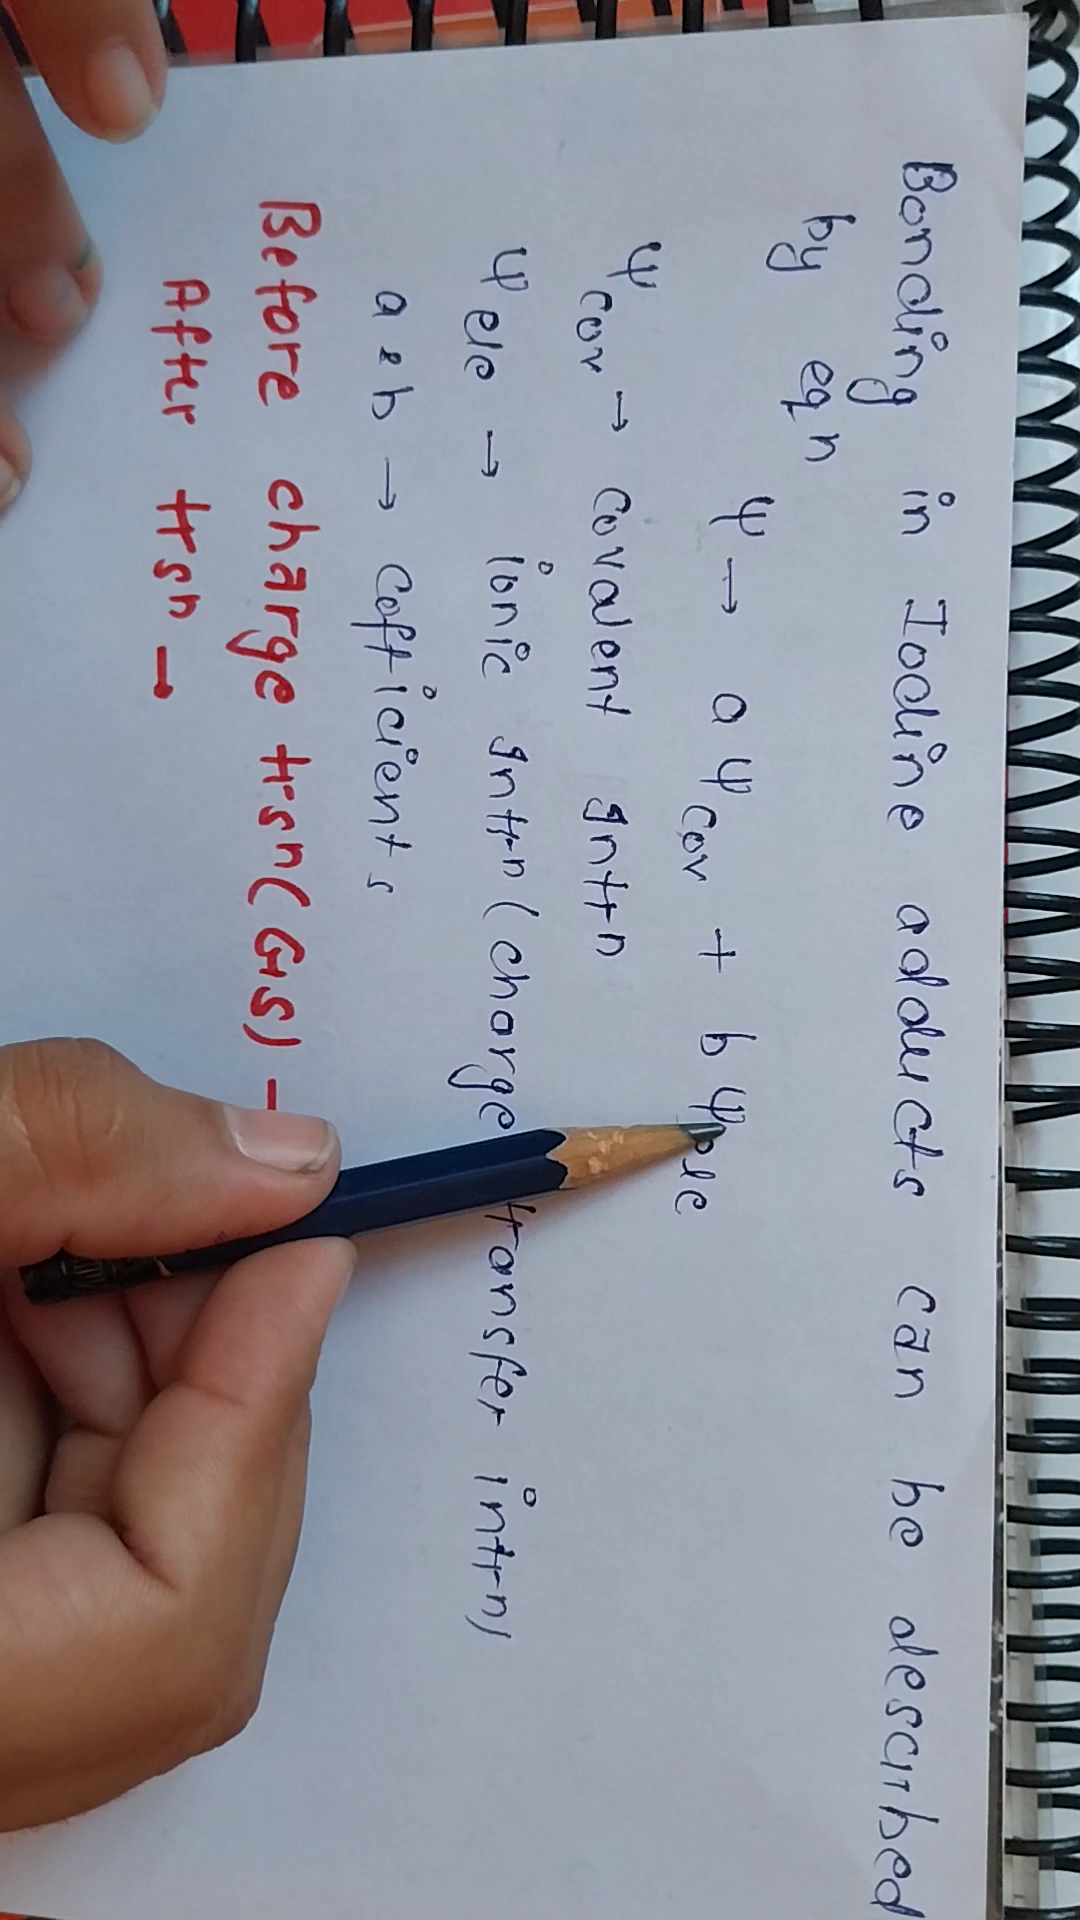 Bonding in Iodine adducts can be described
by eqn
ψ → a ψcov + b ψele
ψcov → covalent Intrn
ψele → ionic Intrn (charge transfer intrn)
a & b → cofficients
Before charge trsn (GS) -
After trsn →